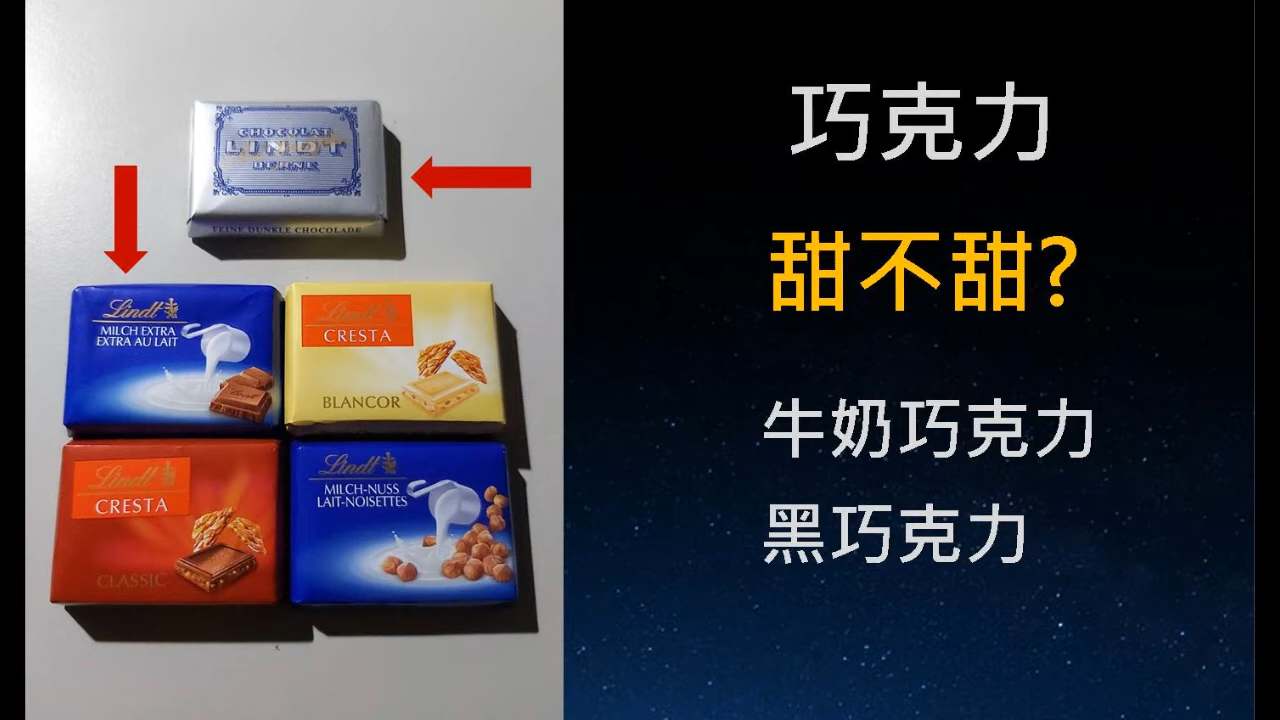 CHOCOLAT
LINDT
BERNE
FEINE DUNKLE CHOCOLADE
Lindt
MILCH EXTRA
EXTRA AU LAIT
Lindt
CRESTA
BLANCOR
Lindt
CRESTA
CLASSIC
Lindt
MILCH-NUSS
LAIT-NOISETTES
Lindt
巧克力
甜不甜?
牛奶巧克力
黑巧克力